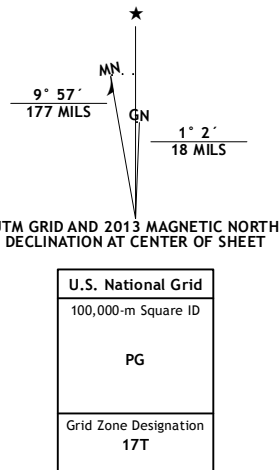 ★
MN
GN
9° 57´
177 MILS
1° 2´
18 MILS
UTM GRID AND 2013 MAGNETIC NORTH
DECLINATION AT CENTER OF SHEET
U.S. National Grid
100,000-m Square ID
PG
Grid Zone Designation
17T